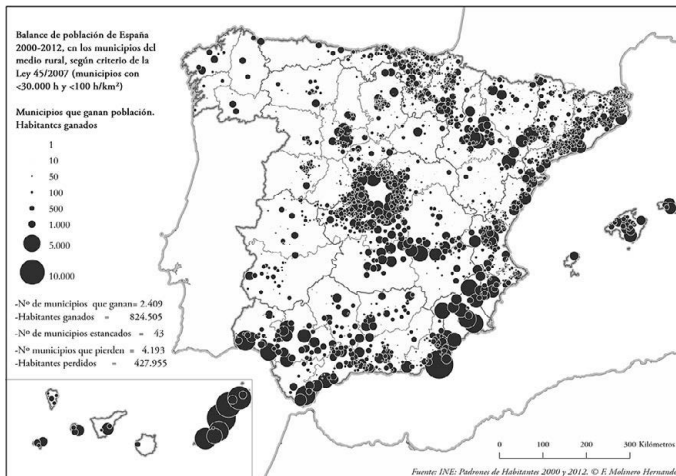 Balance de población de España
2000-2012, en los municipios del
medio rural, según criterio de la
Ley 45/2007 (municipios con
<30.000 h y <100 h/km²)
Municipios que ganan población.
Habitantes ganados
1
10
50
100
500
1.000
5.000
10.000
-Nº de municipios que ganan= 2.409
-Habitantes ganados = 824.505
-Nº de municipios estancados = 43
-Nº municipios que pierden = 4.193
-Habitantes perdidos = 427.955
0 100 200 300 Kilómetros
Fuente: INE: Padrones de Habitantes 2000 y 2012. © F. Molinero Hernando